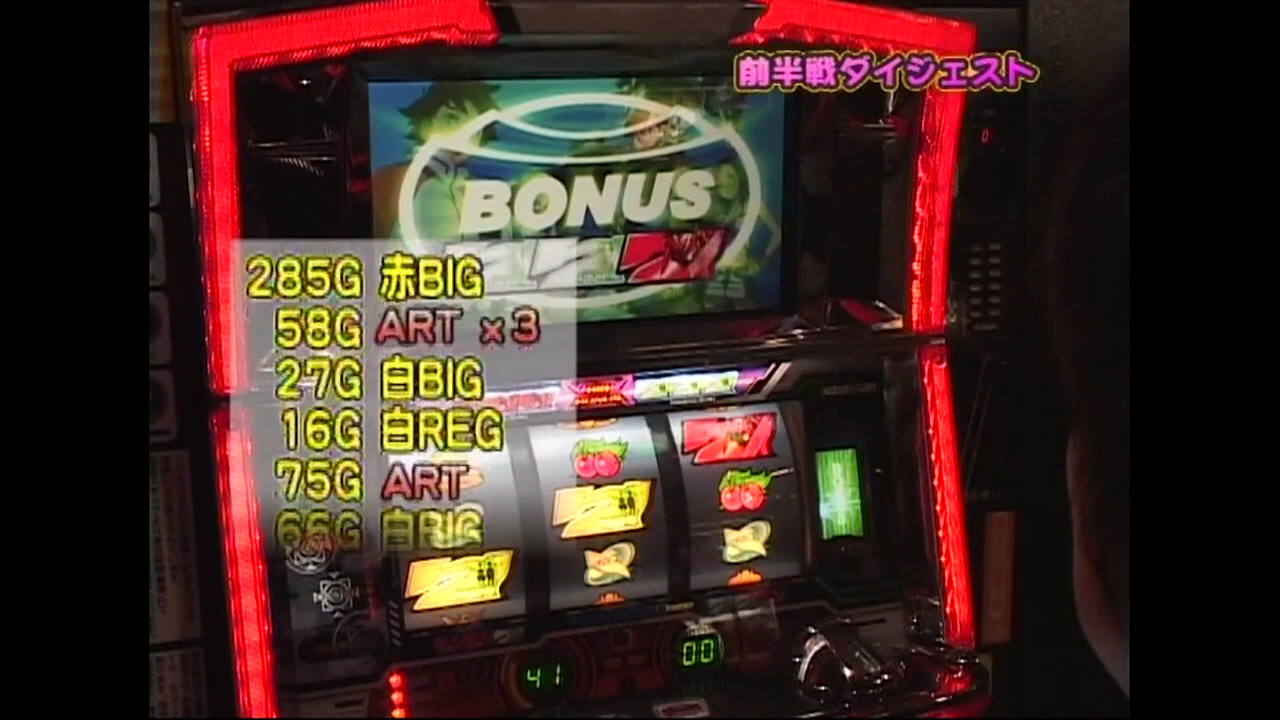 前半戦ダイジェスト
BONUS
285G 赤BIG
58G ART ×3
27G 白BIG
16G 白REG
75G ART
66G 白BIG
41
00
0